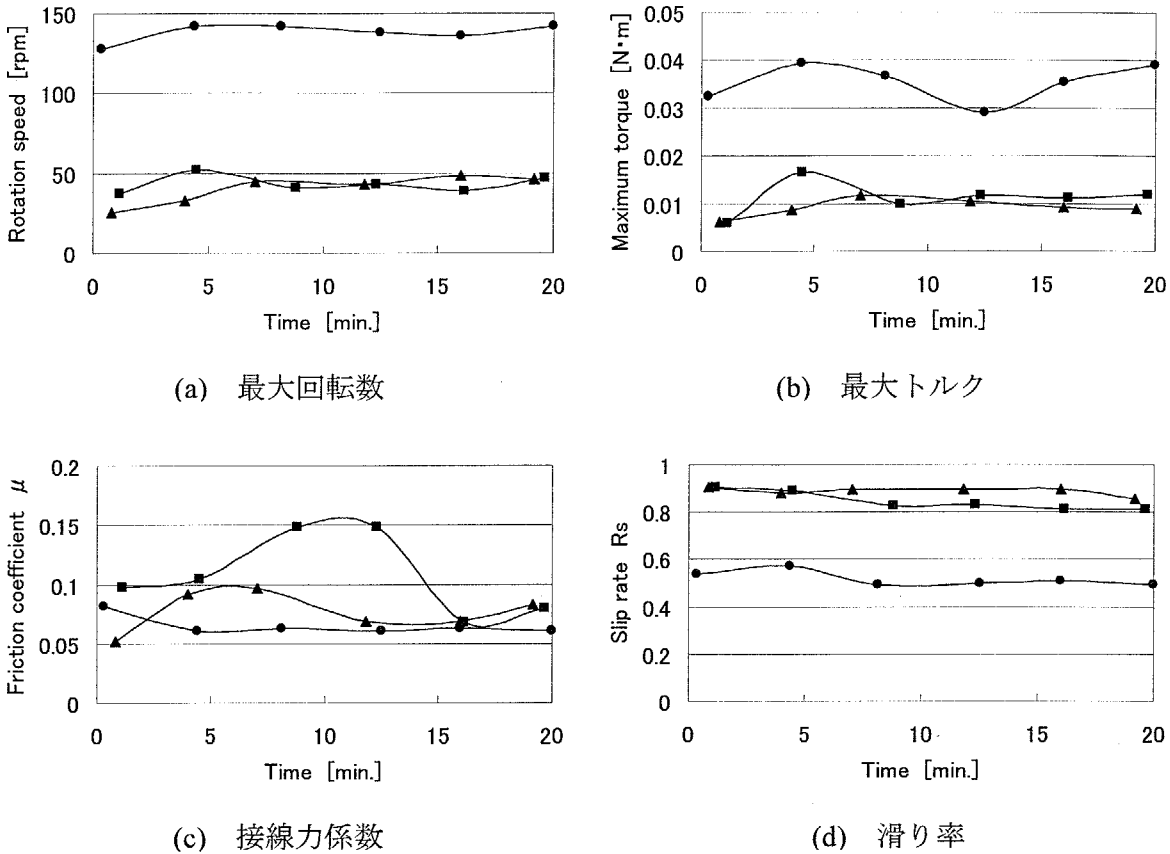 Rotation speed [rpm]
150
100
50
0
0 5 10 15 20
Time [min.]
(a) 最大回転数
Maximum torque [N・m]
0.05
0.04
0.03
0.02
0.01
0
0 5 10 15 20
Time [min.]
(b) 最大トルク
Friction coefficient μ
0.2
0.15
0.1
0.05
0
0 5 10 15 20
Time [min.]
(c) 接線力係数
Slip rate Rs
1
0.8
0.6
0.4
0.2
0
0 5 10 15 20
Time [min.]
(d) 滑り率